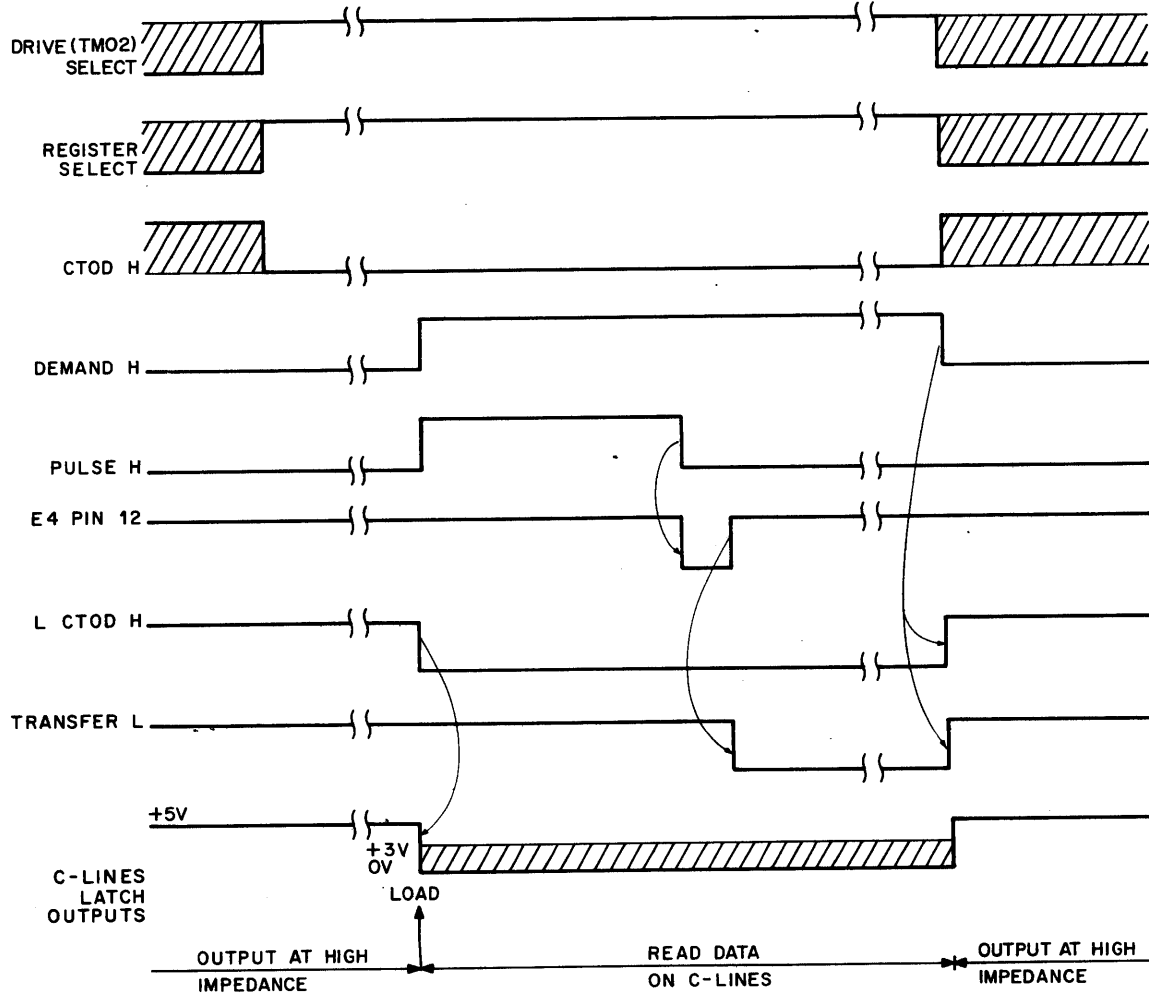 DRIVE(TM02)
SELECT
REGISTER
SELECT
CTOD H
DEMAND H
PULSE H
E4 PIN 12
L CTOD H
TRANSFER L
+5V
+3V
0V
C-LINES
LATCH
OUTPUTS
LOAD
OUTPUT AT HIGH
IMPEDANCE
READ DATA
ON C-LINES
OUTPUT AT HIGH
IMPEDANCE